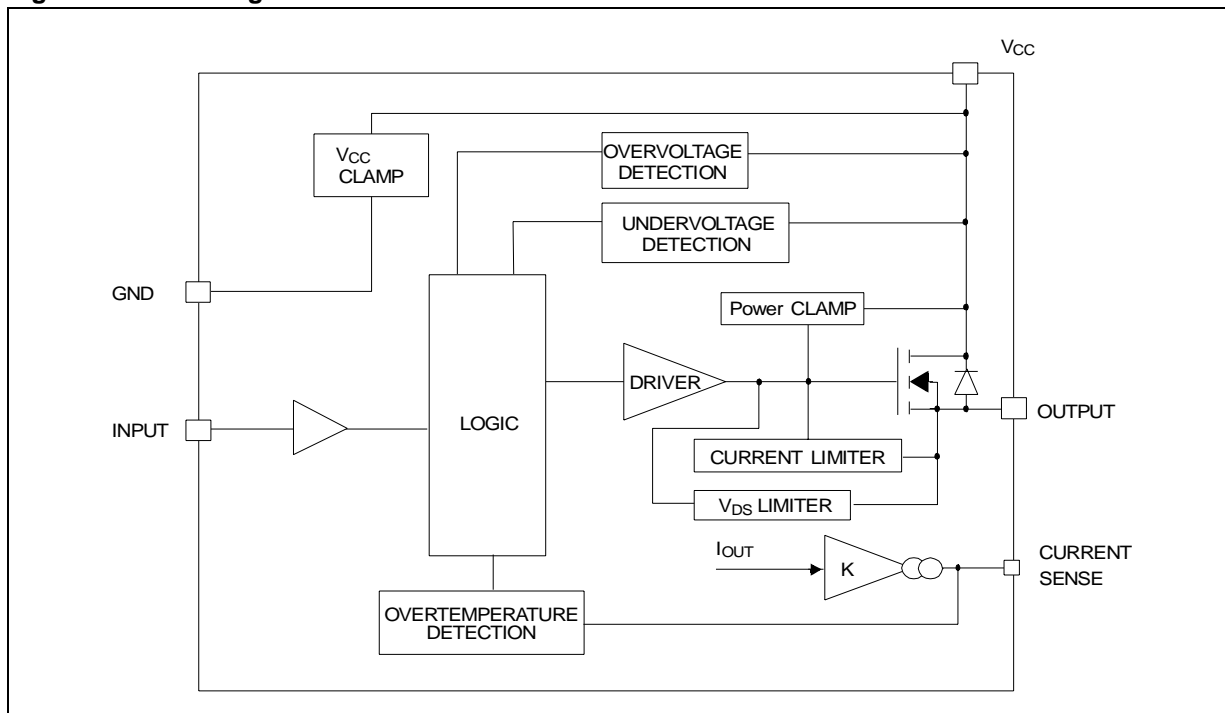 VCC
VCC
CLAMP
OVERVOLTAGE
DETECTION
UNDERVOLTAGE
DETECTION
GND
Power CLAMP
DRIVER
INPUT
LOGIC
OUTPUT
CURRENT LIMITER
VDS LIMITER
IOUT
K
CURRENT
SENSE
OVERTEMPERATURE
DETECTION